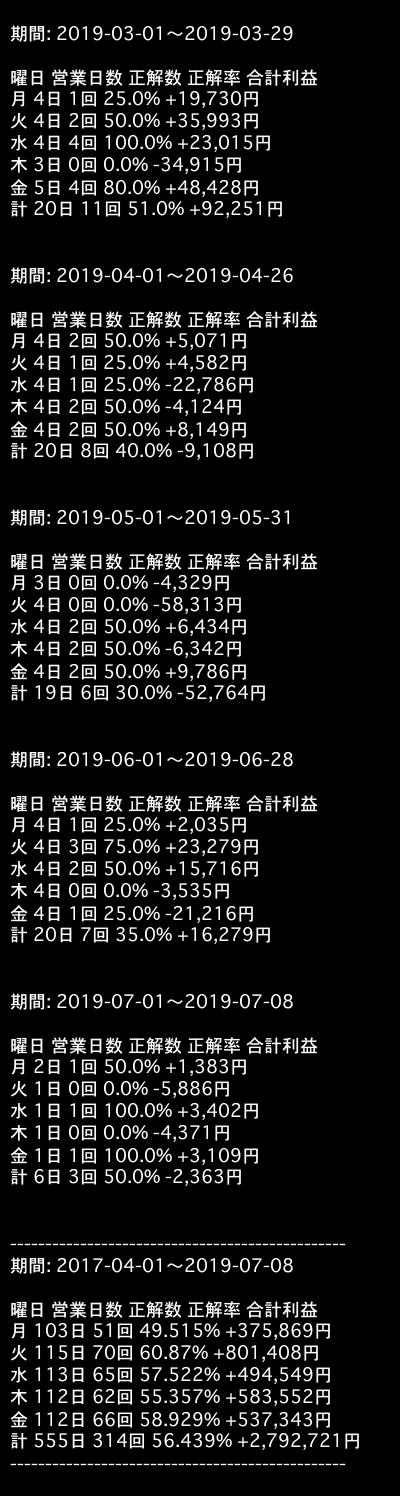 期間: 2019-03-01〜2019-03-29
曜日 営業日数 正解数 正解率 合計利益
月 4日 1回 25.0% +19,730円
火 4日 2回 50.0% +35,993円
水 4日 4回 100.0% +23,015円
木 3日 0回 0.0% -34,915円
金 5日 4回 80.0% +48,428円
計 20日 11回 51.0% +92,251円
期間: 2019-04-01〜2019-04-26
曜日 営業日数 正解数 正解率 合計利益
月 4日 2回 50.0% +5,071円
火 4日 1回 25.0% +4,582円
水 4日 1回 25.0% -22,786円
木 4日 2回 50.0% -4,124円
金 4日 2回 50.0% +8,149円
計 20日 8回 40.0% -9,108円
期間: 2019-05-01〜2019-05-31
曜日 営業日数 正解数 正解率 合計利益
月 3日 0回 0.0% -4,329円
火 4日 0回 0.0% -58,313円
水 4日 2回 50.0% +6,434円
木 4日 2回 50.0% -6,342円
金 4日 2回 50.0% +9,786円
計 19日 6回 30.0% -52,764円
期間: 2019-06-01〜2019-06-28
曜日 営業日数 正解数 正解率 合計利益
月 4日 1回 25.0% +2,035円
火 4日 3回 75.0% +23,279円
水 4日 2回 50.0% +15,716円
木 4日 0回 0.0% -3,535円
金 4日 1回 25.0% -21,216円
計 20日 7回 35.0% +16,279円
期間: 2019-07-01〜2019-07-08
曜日 営業日数 正解数 正解率 合計利益
月 2日 1回 50.0% +1,383円
火 1日 0回 0.0% -5,886円
水 1日 1回 100.0% +3,402円
木 1日 0回 0.0% -4,371円
金 1日 1回 100.0% +3,109円
計 6日 3回 50.0% -2,363円
------------------------------------------------
期間: 2017-04-01〜2019-07-08
曜日 営業日数 正解数 正解率 合計利益
月 103日 51回 49.515% +375,869円
火 115日 70回 60.87% +801,408円
水 113日 65回 57.522% +494,549円
木 112日 62回 55.357% +583,552円
金 112日 66回 58.929% +537,343円
計 555日 314回 56.439% +2,792,721円
------------------------------------------------